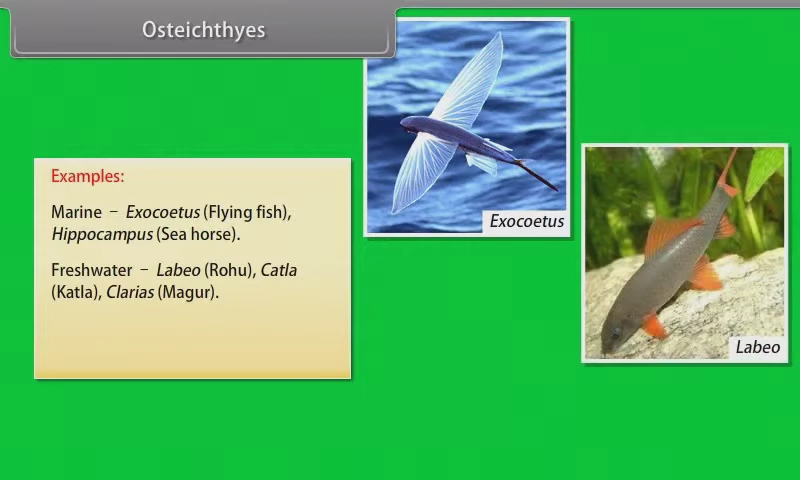 Osteichthyes
Examples:
Marine – Exocoetus (Flying fish),
Hippocampus (Sea horse).
Freshwater – Labeo (Rohu), Catla
(Katla), Clarias (Magur).
Exocoetus
Labeo